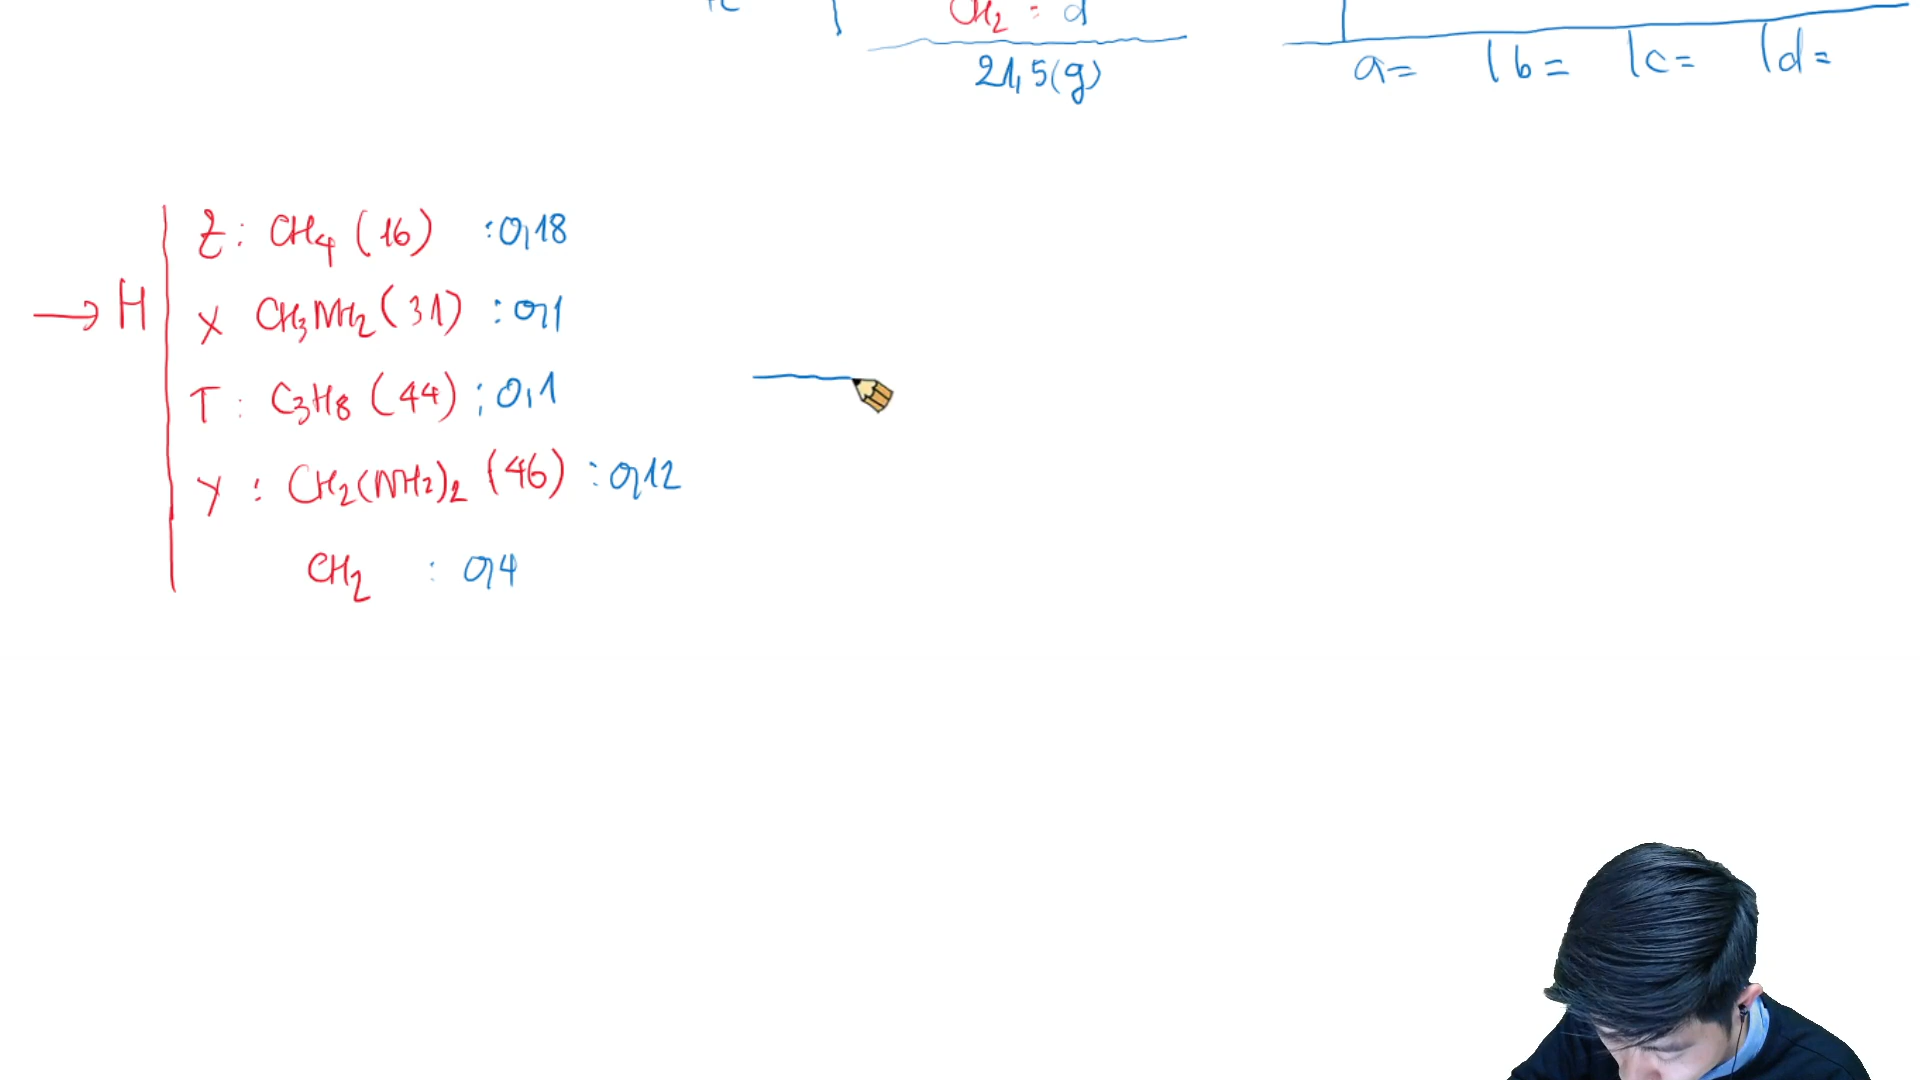 CH2 : d
21,5(g)
a= | b= | c= | d=
Z: CH4 (16) :0,18
→ H
X CH3NH2 (31) : 0,1
T : C3H8 (44) : 0,1
Y : CH2(NH2)2 (46) : 0,12
CH2 : 0,4